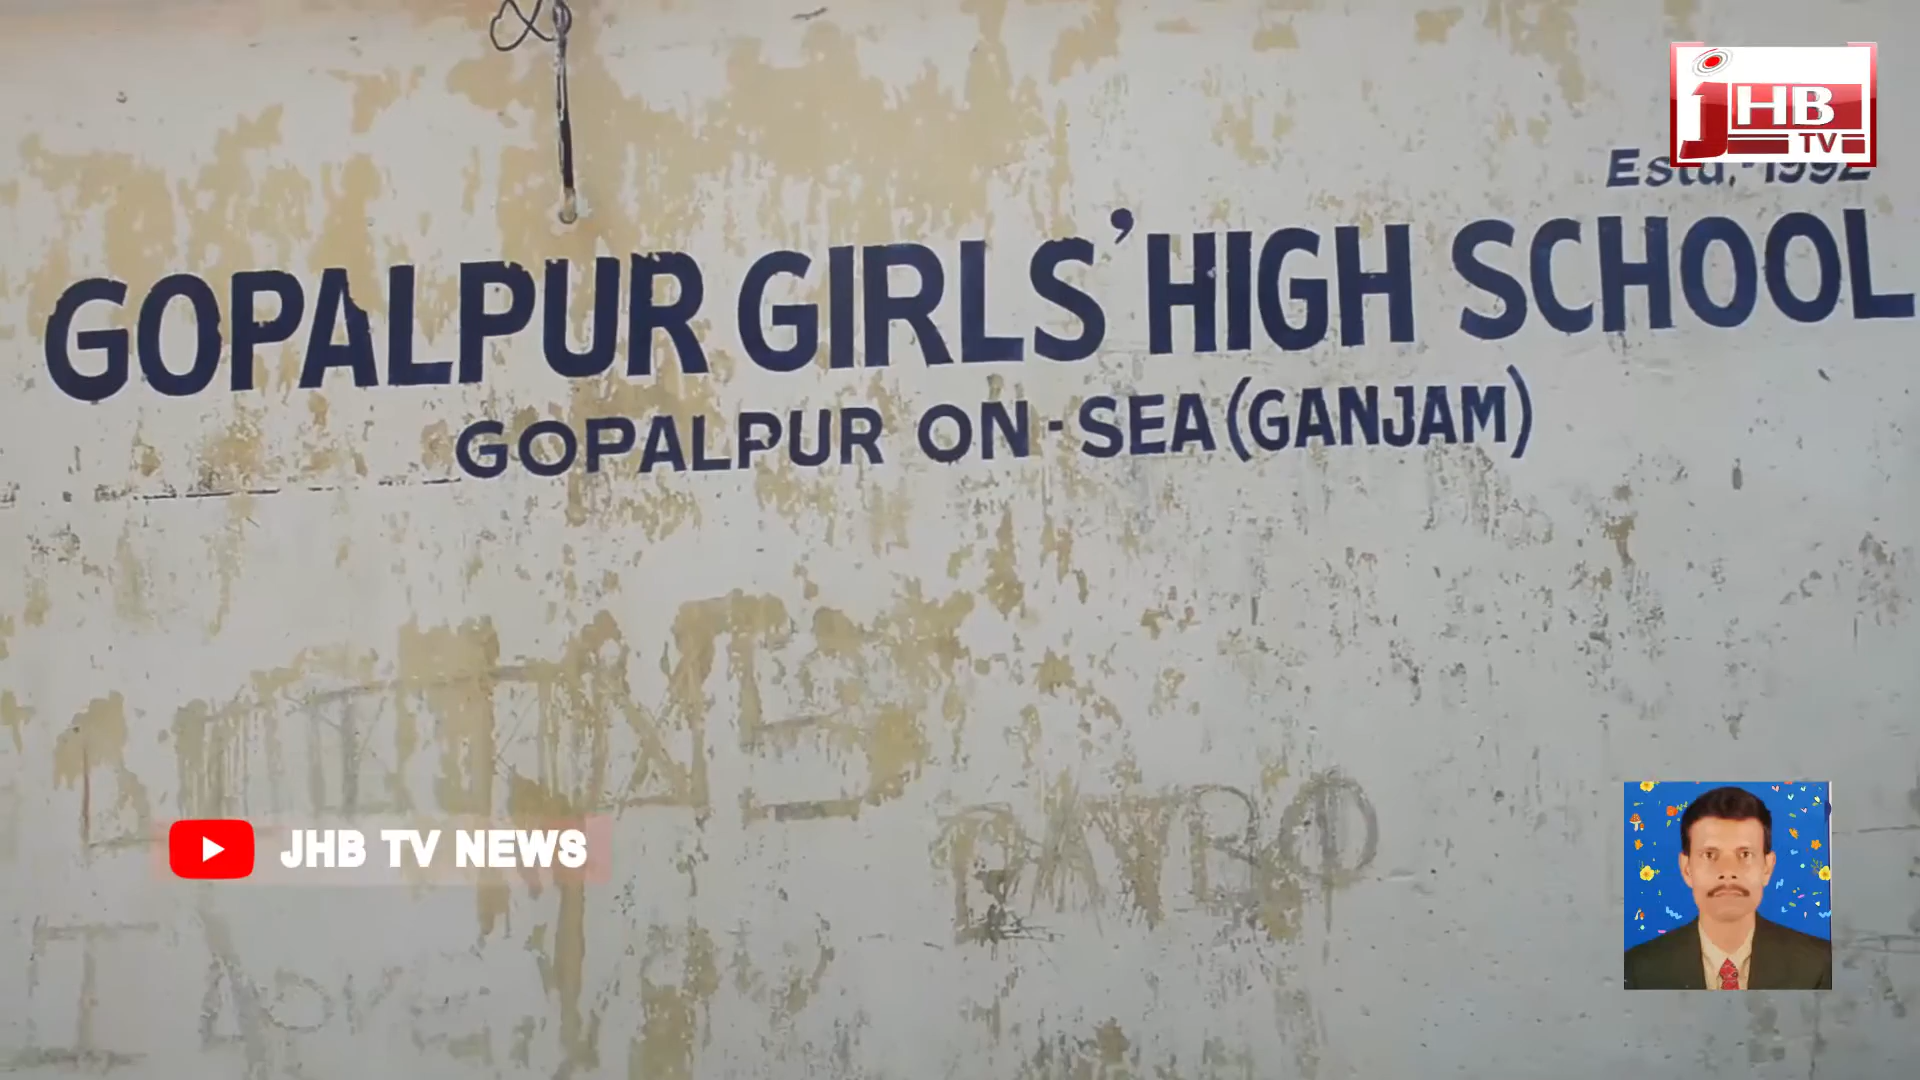 JHB
TV
Estd.-1992
GOPALPUR GIRLS' HIGH SCHOOL
GOPALPUR ON-SEA (GANJAM)
JHB TV NEWS